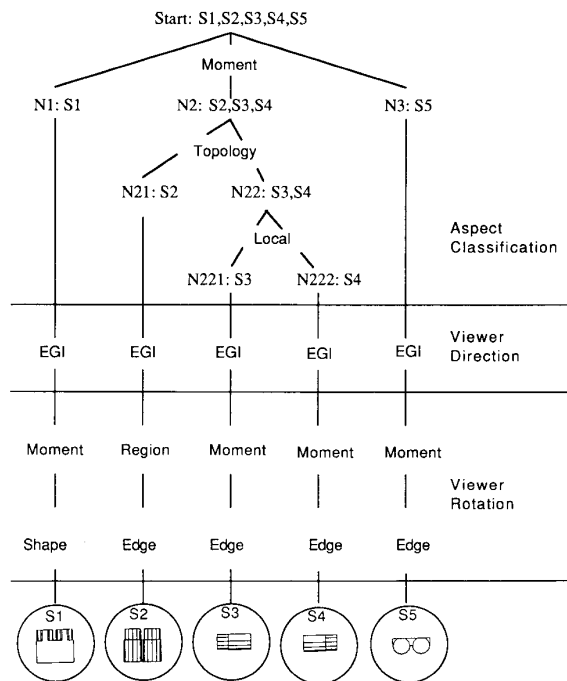 Start: S1,S2,S3,S4,S5
Moment
N1: S1 N2: S2,S3,S4 N3: S5
Topology
N21: S2 N22: S3,S4
Local
N221: S3 N222: S4
Aspect
Classification
EGI EGI EGI EGI EGI
Viewer
Direction
Moment Region Moment Moment Moment
Viewer
Rotation
Shape Edge Edge Edge Edge
S1 S2 S3 S4 S5